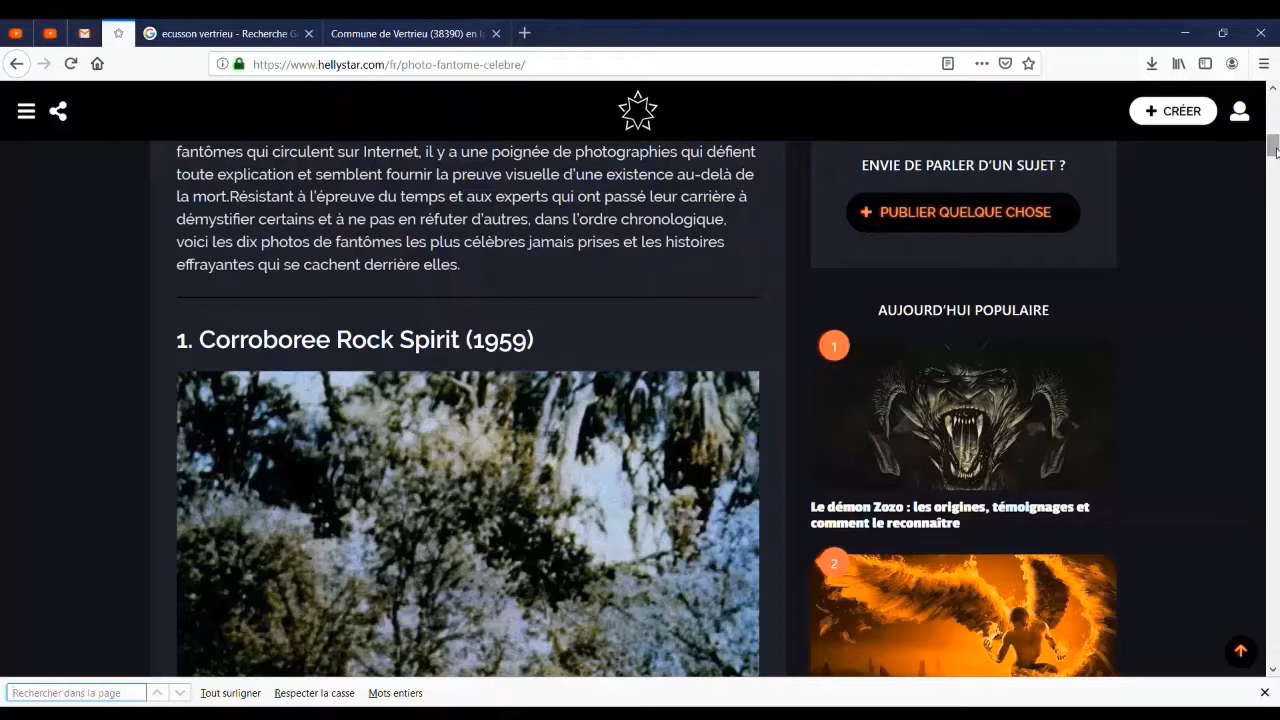 ecusson vertrieu - Recherche G
Commune de Vertrieu (38390) en
https://www.hellystar.com/fr/photo-fantome-celebre/
CRÉER
fantômes qui circulent sur Internet, il y a une poignée de photographies qui défient
toute explication et semblent fournir la preuve visuelle d'une existence au-delà de
la mort.Résistant à l'épreuve du temps et aux experts qui ont passé leur carrière à
démystifier certains et à ne pas en réfuter d'autres, dans l'ordre chronologique,
voici les dix photos de fantômes les plus célèbres jamais prises et les histoires
effrayantes qui se cachent derrière elles.
1. Corroboree Rock Spirit (1959)
ENVIE DE PARLER D'UN SUJET ?
+ PUBLIER QUELQUE CHOSE
AUJOURD'HUI POPULAIRE
1
Le démon Zozo : les origines, témoignages et
comment le reconnaître
2
Rechercher dans la page
Tout surligner
Respecter la casse
Mots entiers